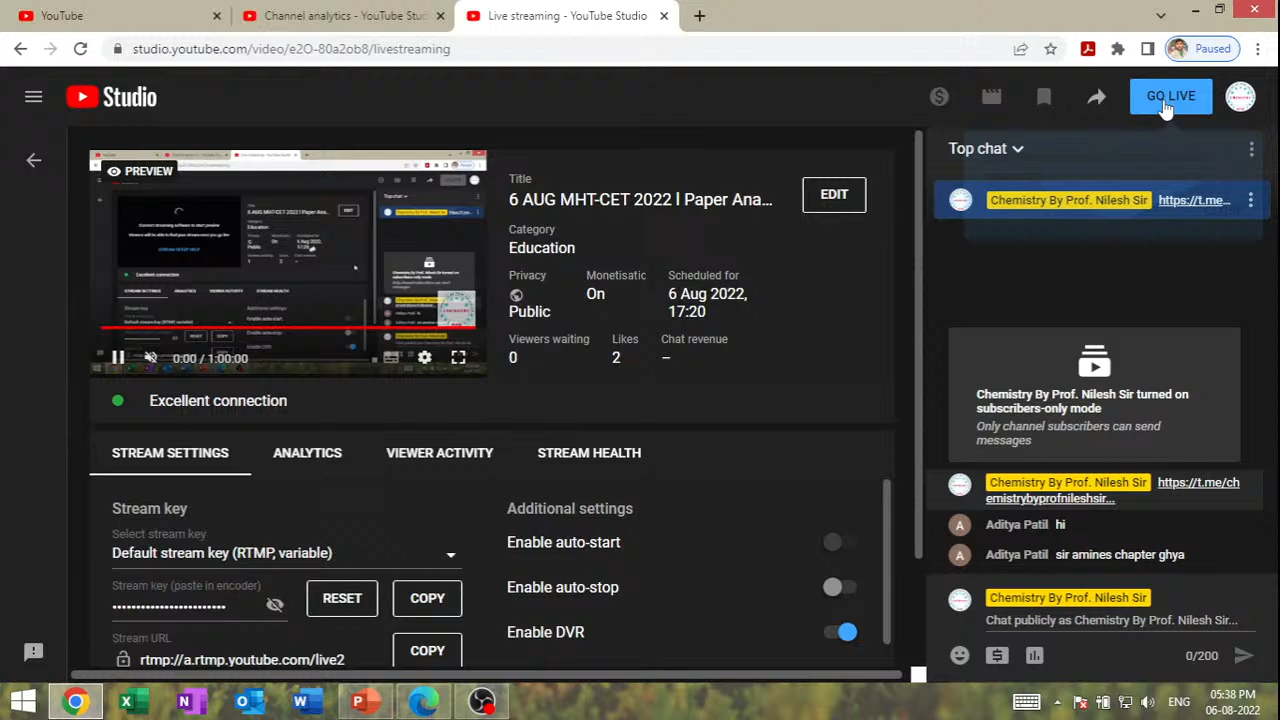 YouTube
Channel analytics - YouTube Stud
Live streaming - YouTube Studio
studio.youtube.com/video/e2O-80a2ob8/livestreaming
Paused
Studio
GO LIVE
PREVIEW
0:00 / 1:00:00
Title
6 AUG MHT-CET 2022 l Paper Ana...
EDIT
Category
Education
Privacy
Public
Monetisatic
On
Scheduled for
6 Aug 2022,
17:20
Viewers waiting
0
Likes
2
Chat revenue
–
Excellent connection
STREAM SETTINGS
ANALYTICS
VIEWER ACTIVITY
STREAM HEALTH
Stream key
Select stream key
Default stream key (RTMP, variable)
Stream key (paste in encoder)
RESET
COPY
Stream URL
rtmp://a.rtmp.youtube.com/live2
COPY
Additional settings
Enable auto-start
Enable auto-stop
Enable DVR
Top chat
Chemistry By Prof. Nilesh Sir https://t.me...
Chemistry By Prof. Nilesh Sir turned on
subscribers-only mode
Only channel subscribers can send
messages
Chemistry By Prof. Nilesh Sir https://t.me/ch
emistrybyprofnileshsir...
A Aditya Patil hi
A Aditya Patil sir amines chapter ghya
Chemistry By Prof. Nilesh Sir
Chat publicly as Chemistry By Prof. Nilesh Sir...
0/200
ENG
05:38 PM
06-08-2022